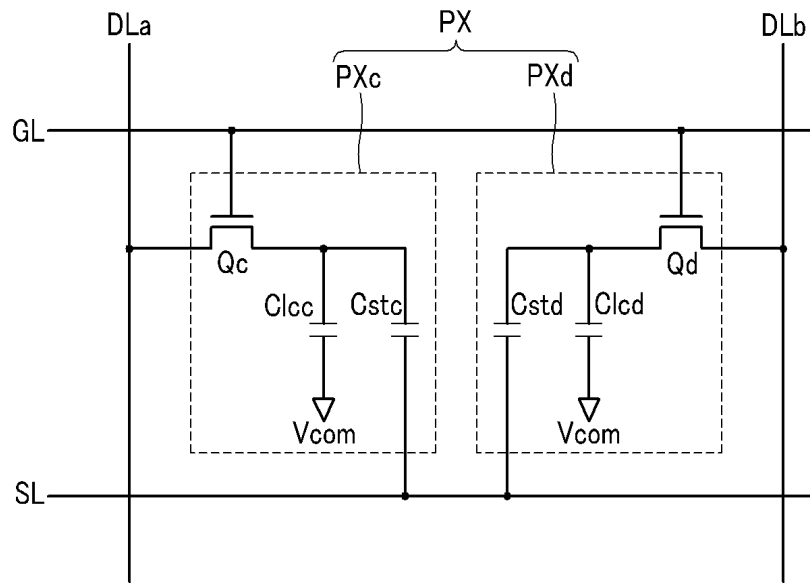 DLa PX DLb
PXc PXd
GL
Qc Qd
Clcc Cstc Cstd Clcd
Vcom Vcom
SL